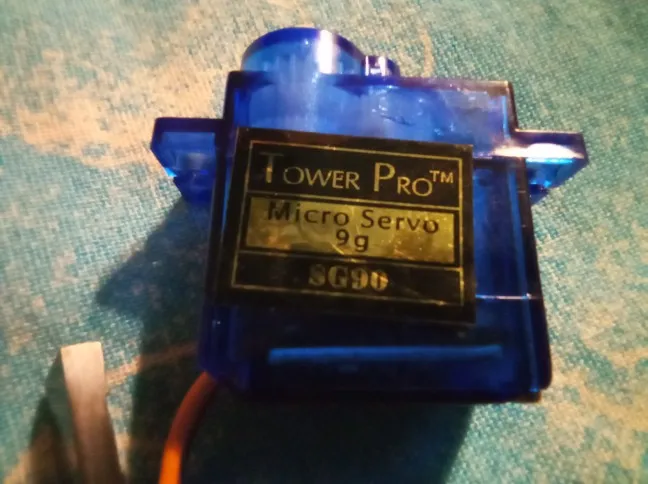 Tower Pro™
Micro Servo
9g
SG90